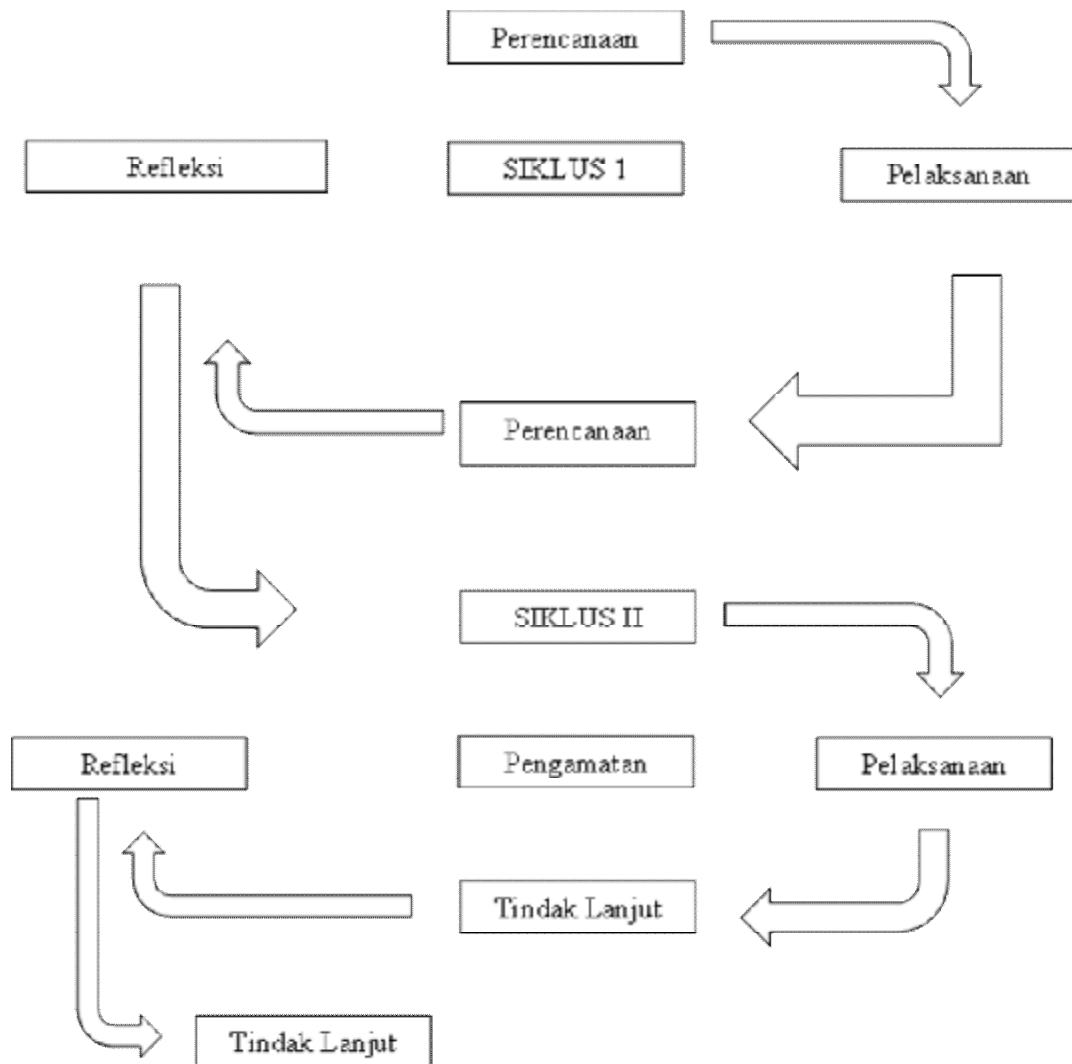 Perencanaan
Refleksi
SIKLUS 1
Pelaksanaan
Perencanaan
SIKLUS II
Refleksi
Pengamatan
Pelaksanaan
Tindak Lanjut
Tindak Lanjut